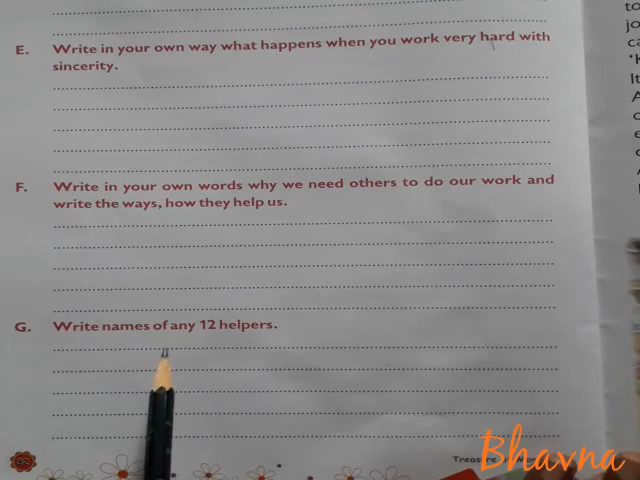 E. Write in your own way what happens when you work very hard with
sincerity.
F. Write in your own words why we need others to do our work and
write the ways, how they help us.
G. Write names of any 12 helpers.
32
Bhavna